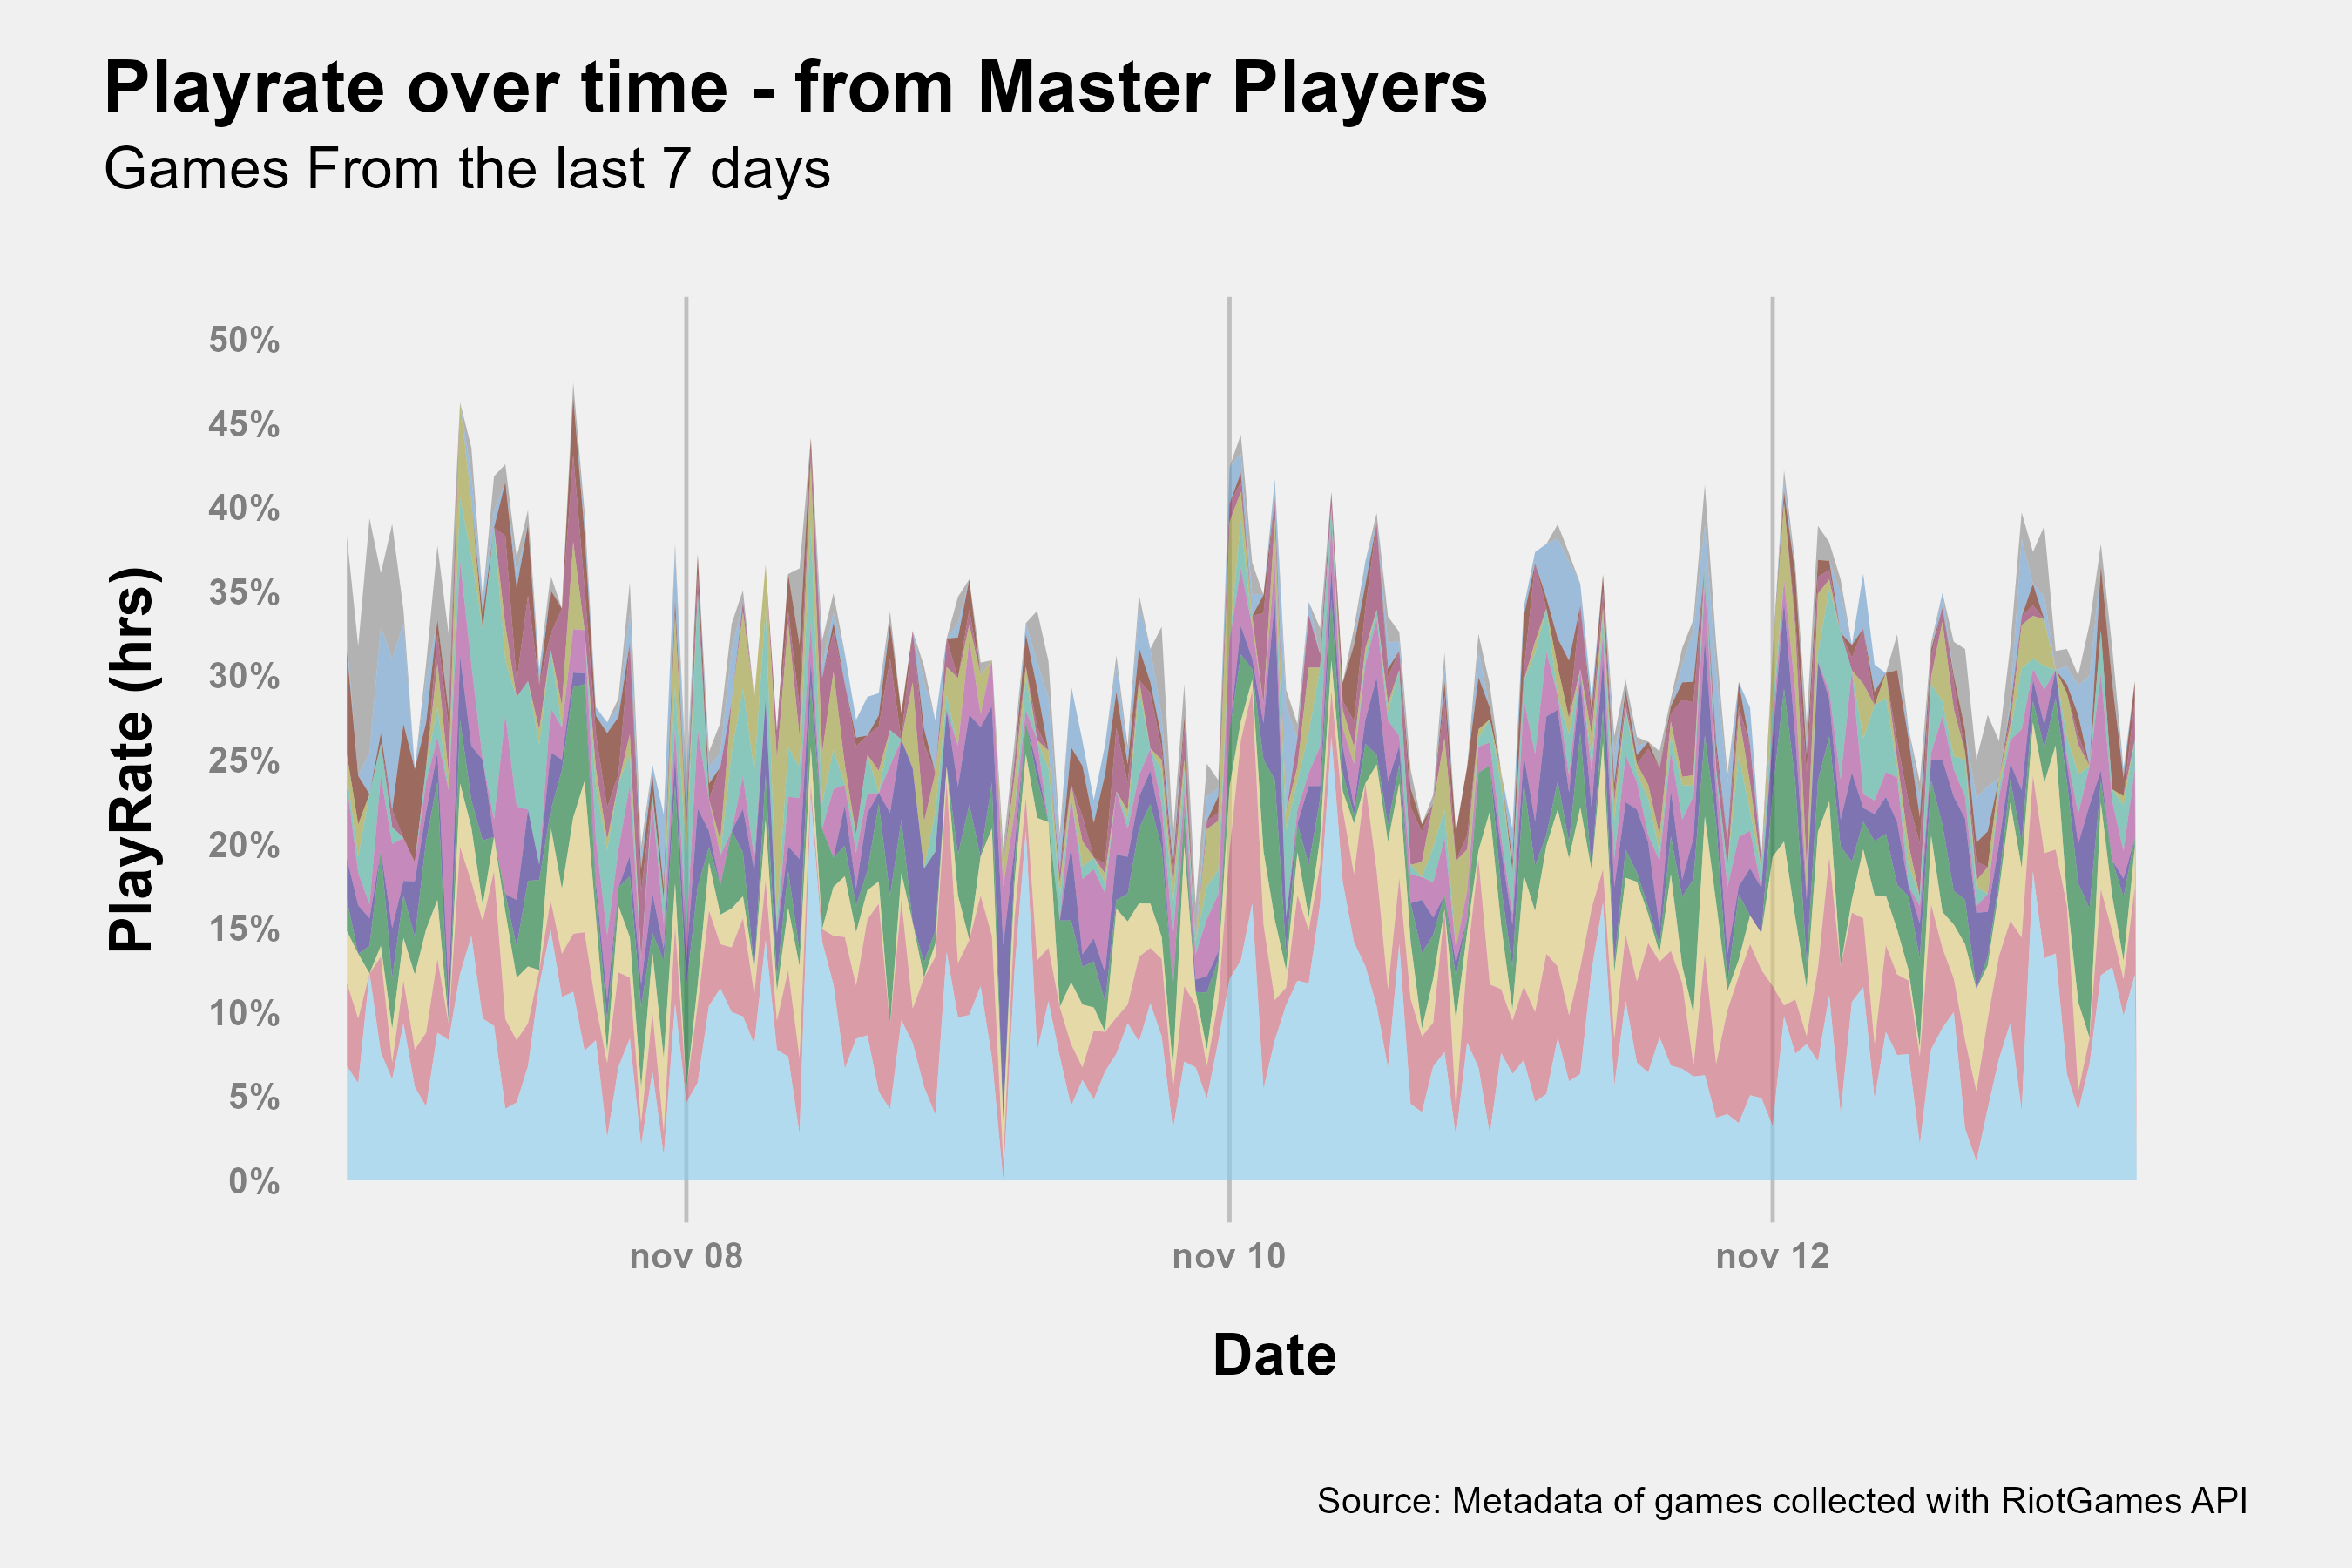 Playrate over time - from Master Players
Games From the last 7 days
PlayRate (hrs)
50%
45%
40%
35%
30%
25%
20%
15%
10%
5%
0%
nov 08
nov 10
nov 12
Date
Source: Metadata of games collected with RiotGames API